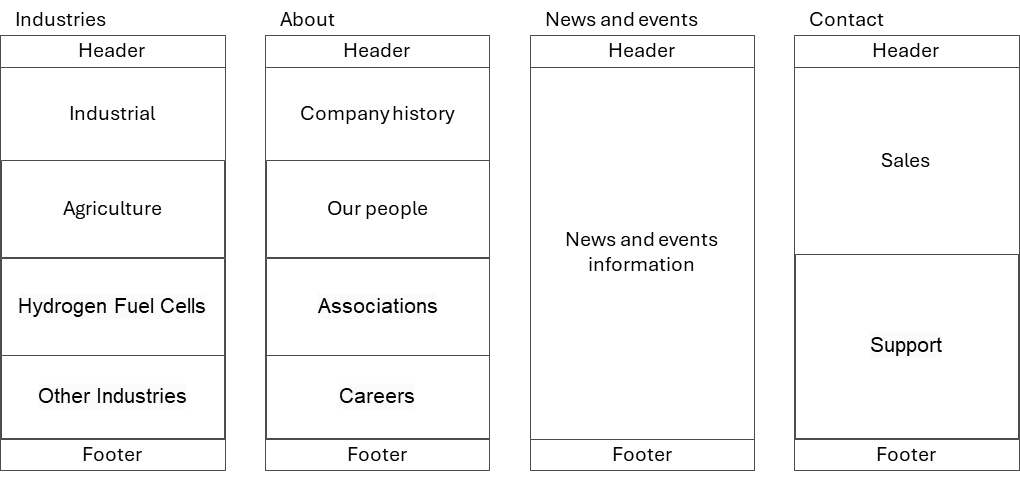 Industries
Header
Industrial
Agriculture
Hydrogen Fuel Cells
Other Industries
Footer
About
Header
Company history
Our people
Associations
Careers
Footer
News and events
Header
News and events
information
Footer
Contact
Header
Sales
Support
Footer